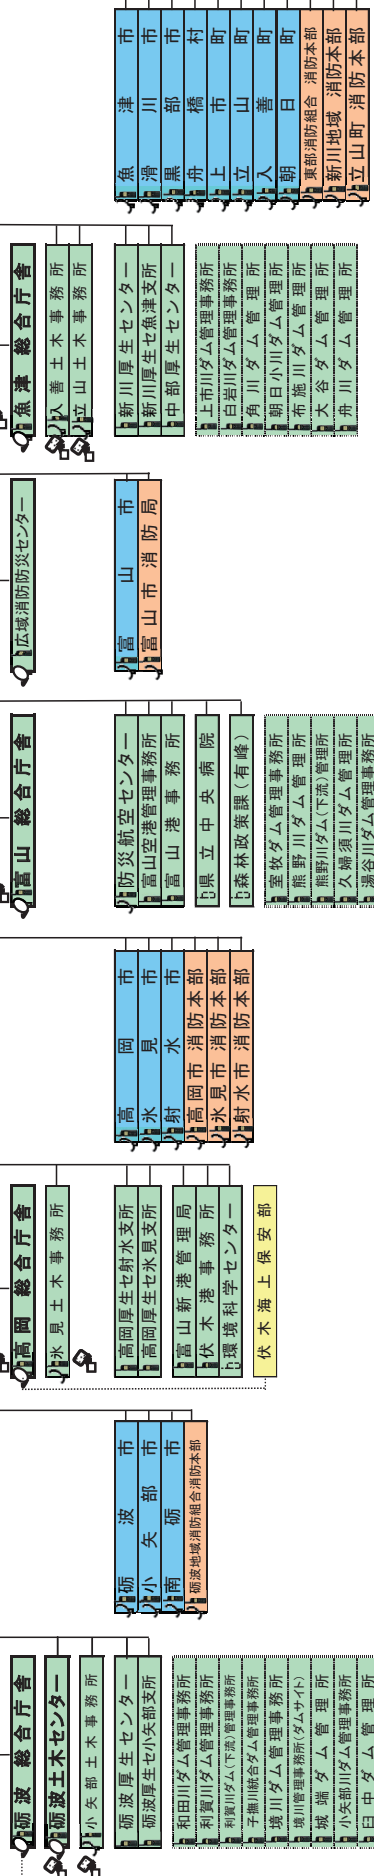 魚津市
滑川市
黒部市
舟橋村
上市町
立山町
入善町
朝日町
東部消防組合 消防本部
新川地域 消防本部
立山町 消防本部
魚津 総合庁舎
入善土木事務所
立山土木事務所
新川厚生センター
新川厚生セ魚津支所
中部厚生センター
上市川ダム管理事務所
白岩川ダム管理事務所
角川ダム管理所
朝日小川ダム管理所
布施川ダム管理所
大谷ダム管理所
舟川ダム管理所
広域消防防災センター
富山市
富山市消防局
富山 総合庁舎
防災航空センター
富山空港管理事務所
富山港事務所
県立中央病院
森林政策課(有峰)
室牧ダム管理事務所
熊野川ダム管理所
熊野川ダム(下流)管理所
久婦須川ダム管理所
湯谷川ダム管理事務所
高岡市
氷見市
射水市
高岡市消防本部
氷見市消防本部
射水市消防本部
高岡 総合庁舎
氷見土木事務所
高岡厚生セ射水支所
高岡厚生セ氷見支所
富山新港管理局
伏木港事務所
環境科学センター
伏木海上保安部
砺波市
小矢部市
南砺市
砺波地域消防組合消防本部
砺波 総合庁舎
砺波土木センター
小矢部土木事務所
砺波厚生センター
砺波厚生セ小矢部支所
和田川ダム管理事務所
利賀川ダム管理事務所
利賀川ダム(下流)管理事務所
子撫川統合ダム管理事務所
境川ダム管理事務所
境川管理事務所(ダムサイト)
城端ダム管理所
小矢部川ダム管理事務所
臼中ダム管理所